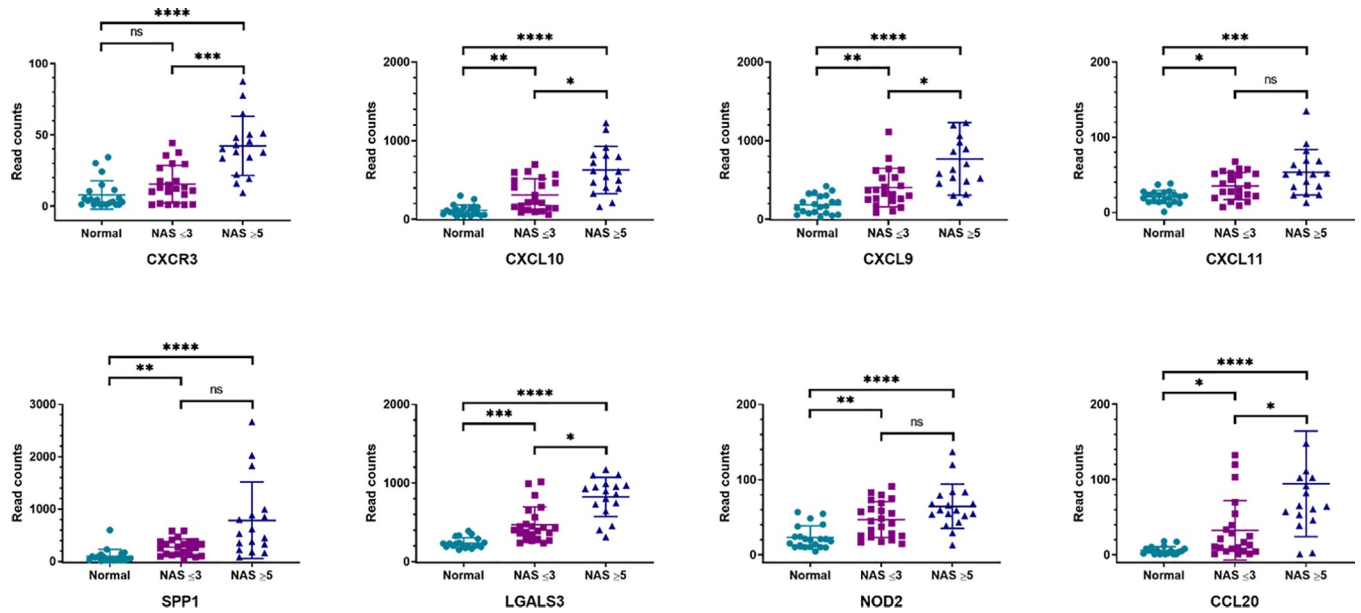 ****
ns
***
100
50
0
Read counts
Normal
NAS ≤3
NAS ≥5
CXCR3
****
**
*
2000
1000
0
Read counts
Normal
NAS ≤3
NAS ≥5
CXCL10
****
**
*
2000
1000
0
Read counts
Normal
NAS ≤3
NAS ≥5
CXCL9
***
*
ns
200
100
0
Read counts
Normal
NAS ≤3
NAS ≥5
CXCL11
****
**
ns
3000
2000
1000
0
Read counts
Normal
NAS ≤3
NAS ≥5
SPP1
****
***
*
2000
1000
0
Read counts
Normal
NAS ≤3
NAS ≥5
LGALS3
****
**
ns
200
100
0
Read counts
Normal
NAS ≤3
NAS ≥5
NOD2
****
*
*
200
100
0
Read counts
Normal
NAS ≤3
NAS ≥5
CCL20